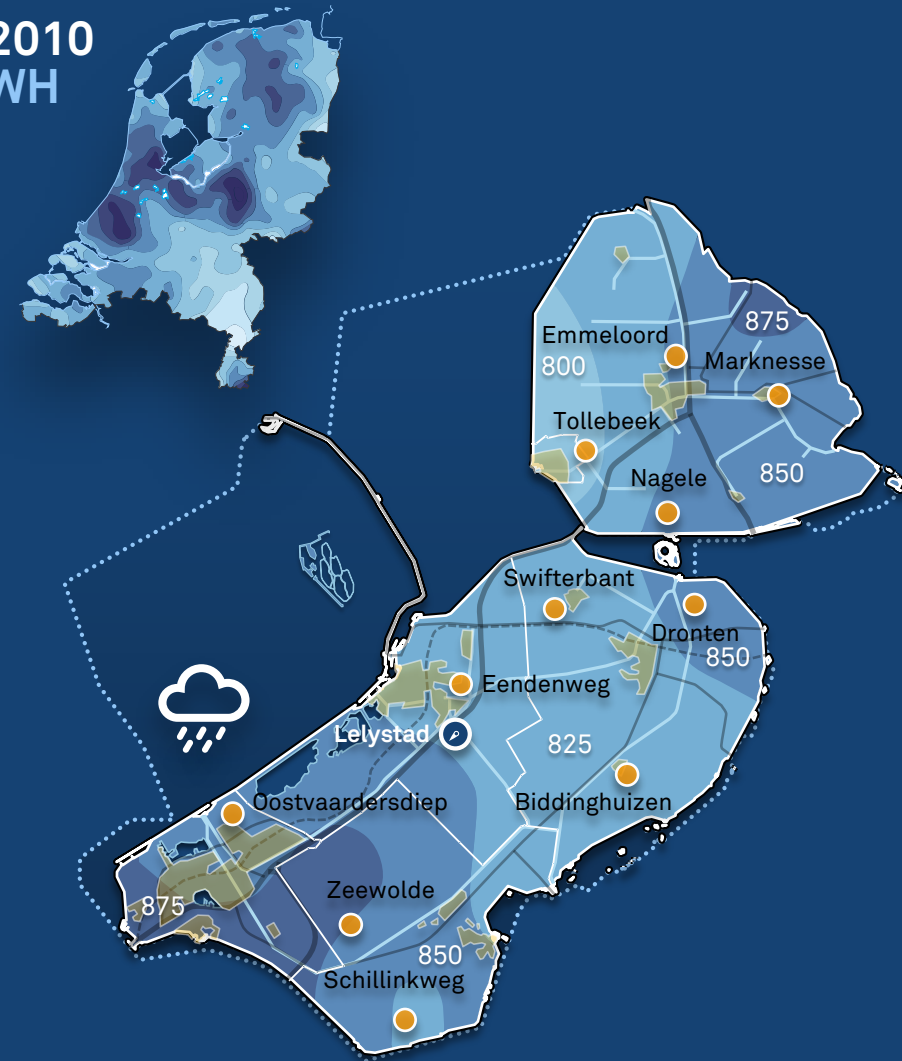 2010
WH
875
Emmeloord
Marknesse
800
Tollebeek
850
Nagele
Swifterbant
Dronten
850
Eendenweg
Lelystad
825
Biddinghuizen
Oostvaardersdiep
Zeewolde
875
850
Schillinkweg